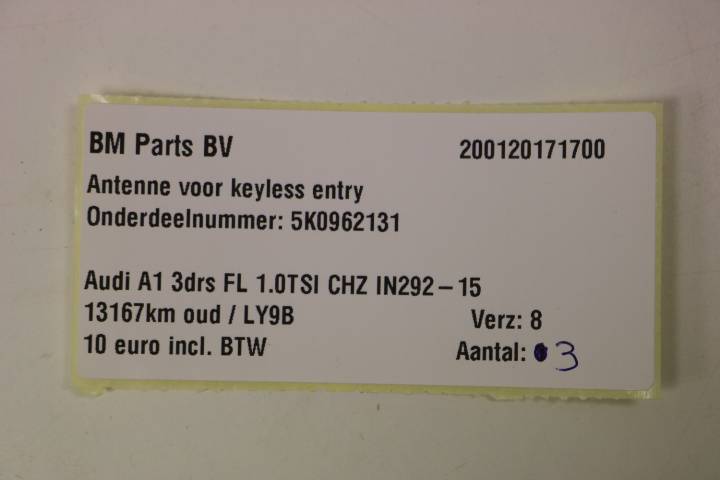 BM Parts BV 200120171700
Antenne voor keyless entry
Onderdeelnummer: 5K0962131
Audi A1 3drs FL 1.0TSI CHZ IN292-15
13167km oud / LY9B Verz: 8
10 euro incl. BTW Aantal: 3